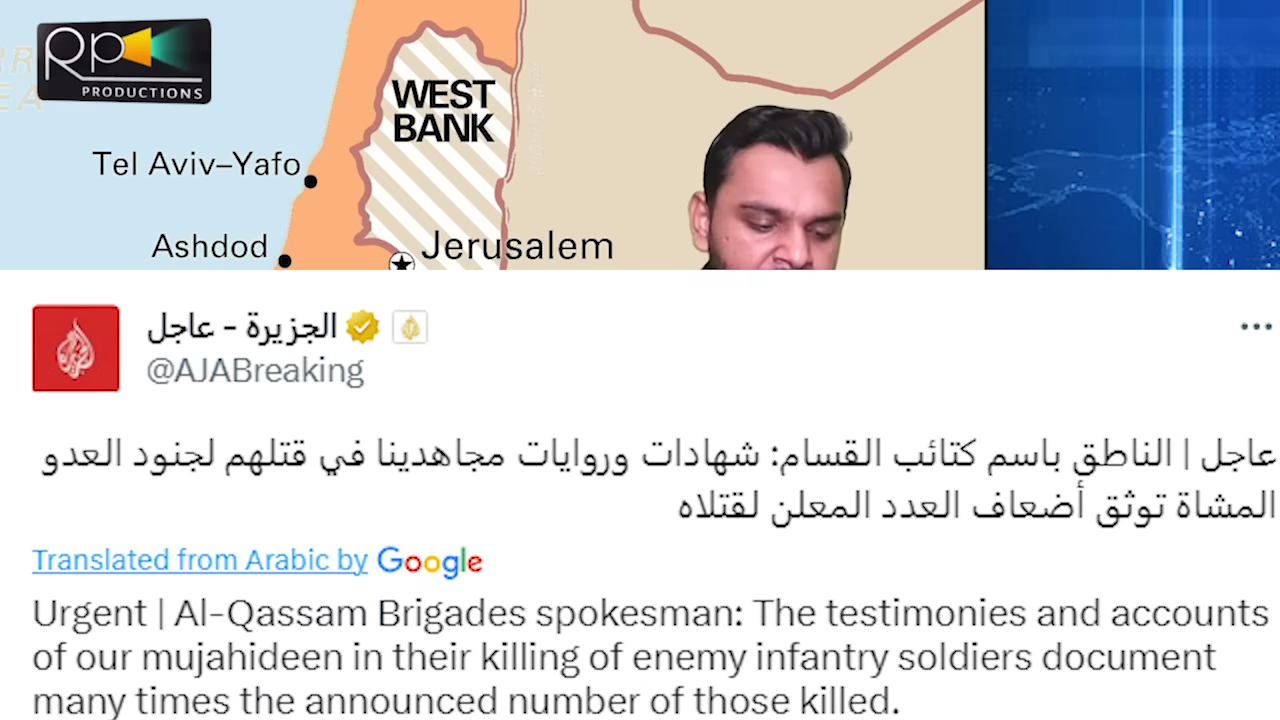 Rp
PRODUCTIONS
WEST
BANK
Tel Aviv–Yafo
Ashdod
Jerusalem
الجزيرة - عاجل
@AJABreaking
عاجل | الناطق باسم كتائب القسام: شهادات وروايات مجاهدينا في قتلهم لجنود العدو
المشاة توثق أضعاف العدد المعلن لقتلاه
Translated from Arabic by Google
Urgent | Al-Qassam Brigades spokesman: The testimonies and accounts
of our mujahideen in their killing of enemy infantry soldiers document
many times the announced number of those killed.